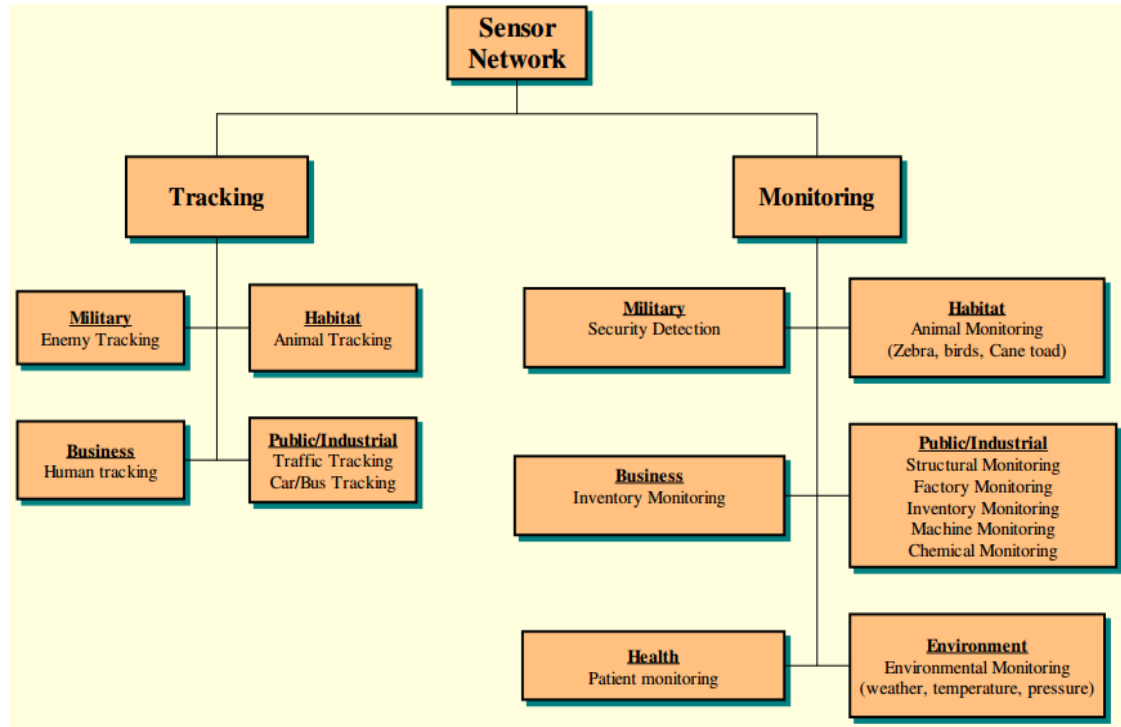 Sensor
Network
Tracking
Monitoring
Military
Enemy Tracking
Habitat
Animal Tracking
Military
Security Detection
Habitat
Animal Monitoring
(Zebra, birds, Cane toad)
Business
Human tracking
Public/Industrial
Traffic Tracking
Car/Bus Tracking
Business
Inventory Monitoring
Public/Industrial
Structural Monitoring
Factory Monitoring
Inventory Monitoring
Machine Monitoring
Chemical Monitoring
Health
Patient monitoring
Environment
Environmental Monitoring
(weather, temperature, pressure)